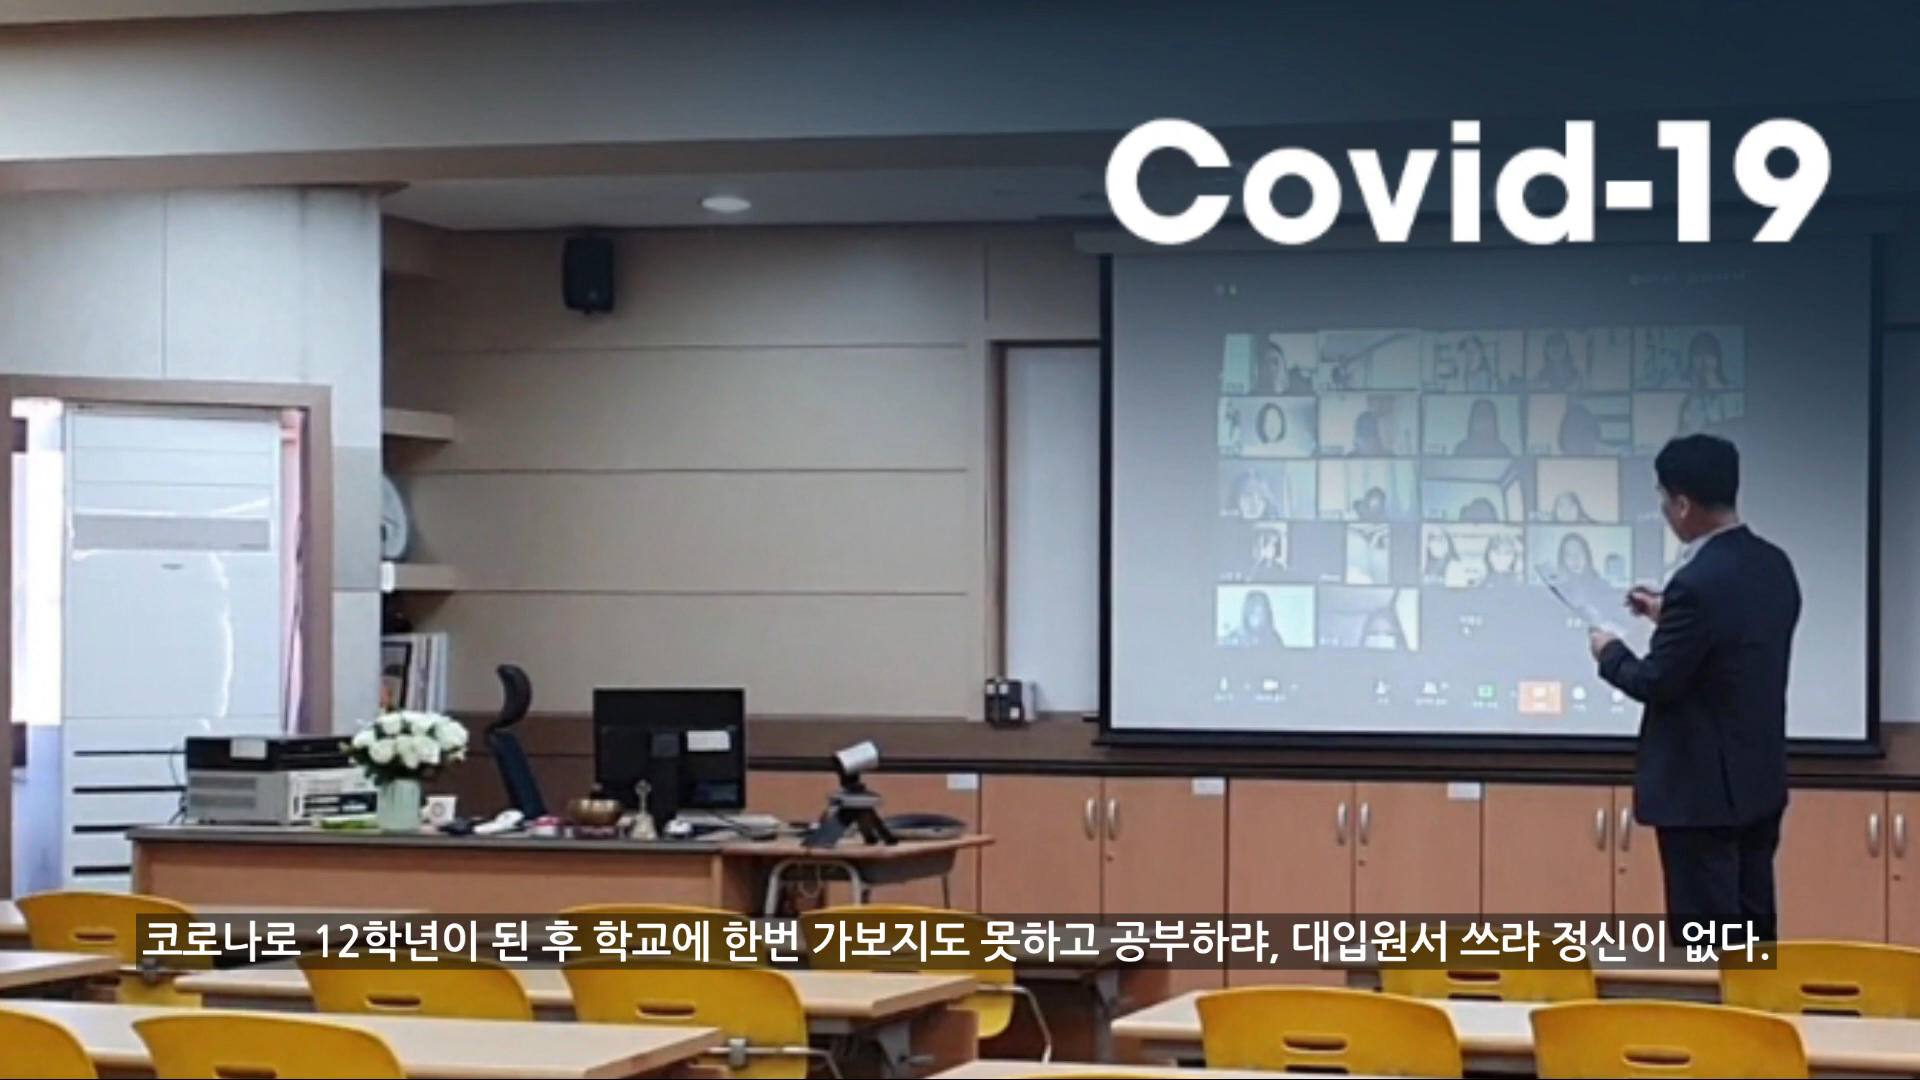 Covid-19
코로나로 12학년이 된 후 학교에 한번 가보지도 못하고 공부하랴, 대입원서 쓰랴 정신이 없다.